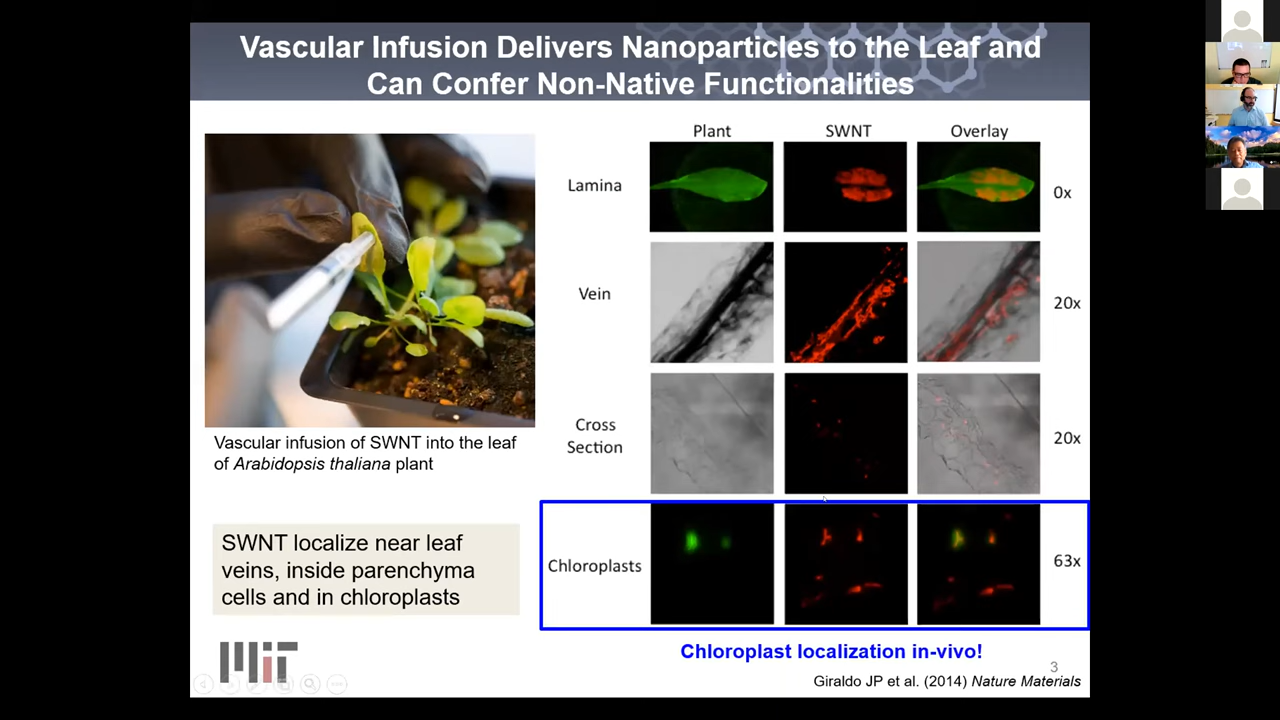 Vascular Infusion Delivers Nanoparticles to the Leaf and
Can Confer Non-Native Functionalities
Plant SWNT Overlay
Lamina 0x
Vein 20x
Cross
Section 20x
Chloroplasts 63x
Vascular infusion of SWNT into the leaf
of Arabidopsis thaliana plant
SWNT localize near leaf
veins, inside parenchyma
cells and in chloroplasts
Chloroplast localization in-vivo!
MIT
3
Giraldo JP et al. (2014) Nature Materials